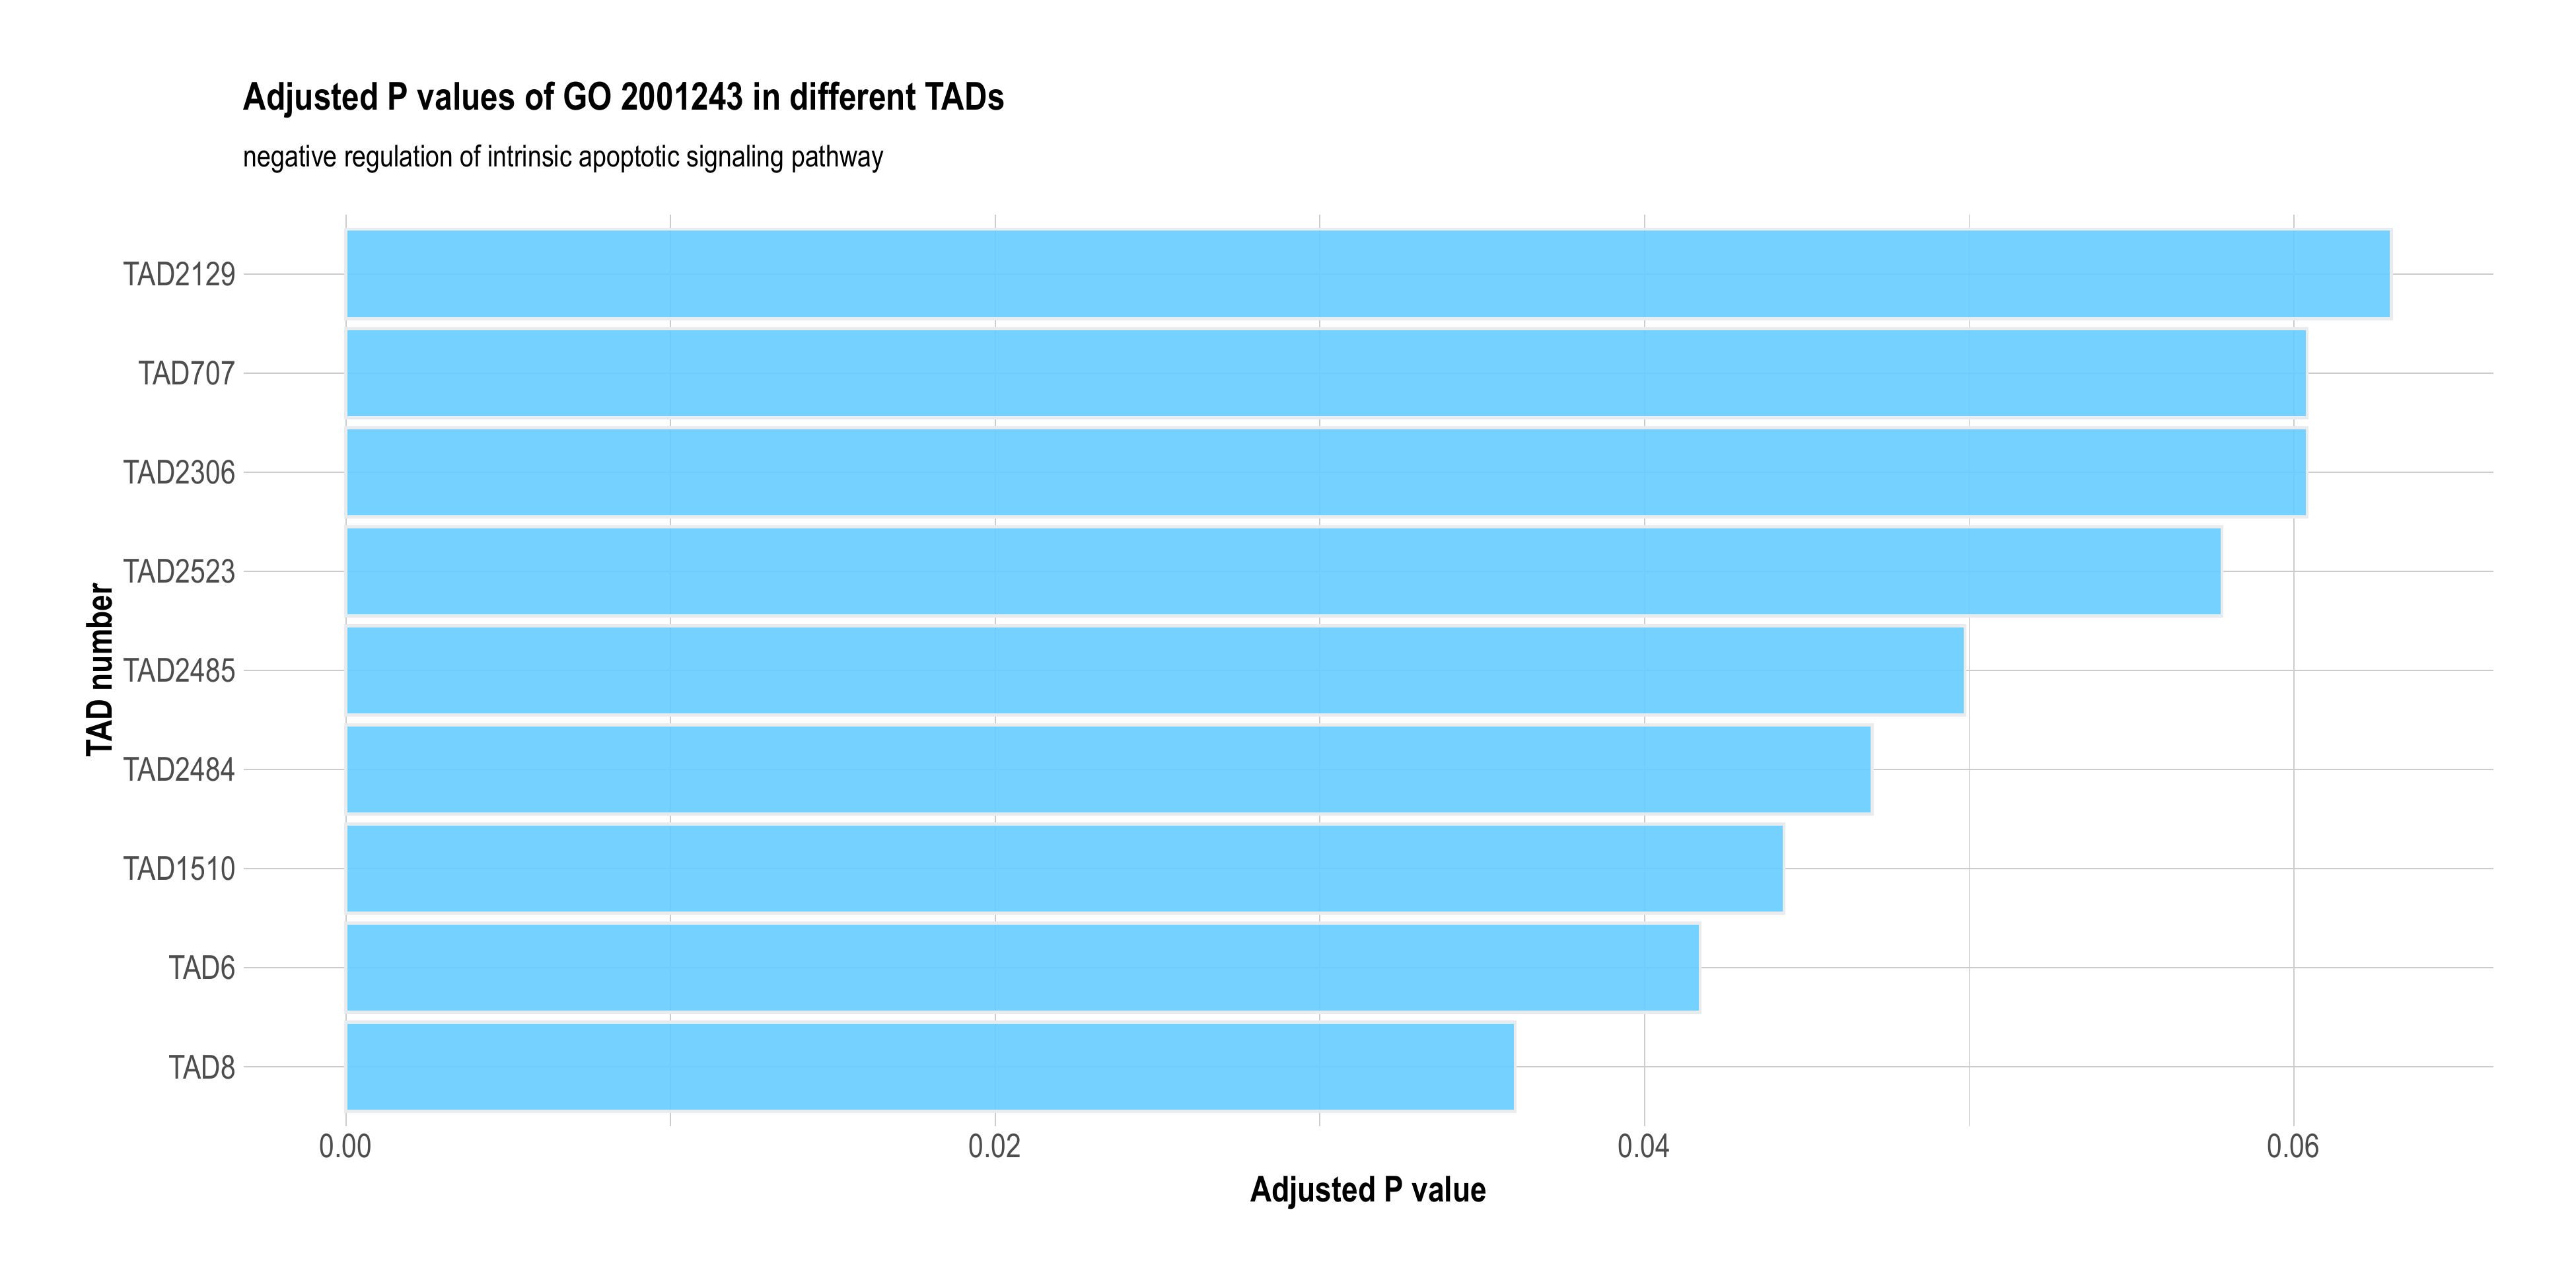 Adjusted P values of GO 2001243 in different TADs
negative regulation of intrinsic apoptotic signaling pathway
TAD number
TAD2129
TAD707
TAD2306
TAD2523
TAD2485
TAD2484
TAD1510
TAD6
TAD8
0.00 0.02 0.04 0.06
Adjusted P value